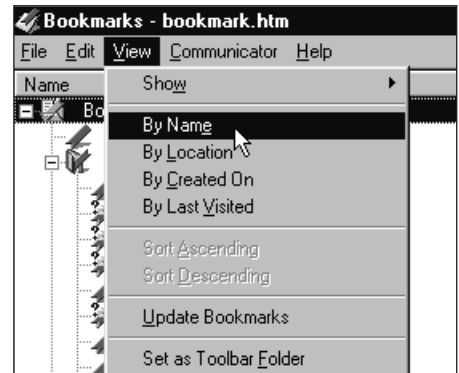 Bookmarks - bookmark.htm
File Edit View Communicator Help
Name
Bo
Show
By Name
By Location
By Created On
By Last Visited
Sort Ascending
Sort Descending
Update Bookmarks
Set as Toolbar Folder